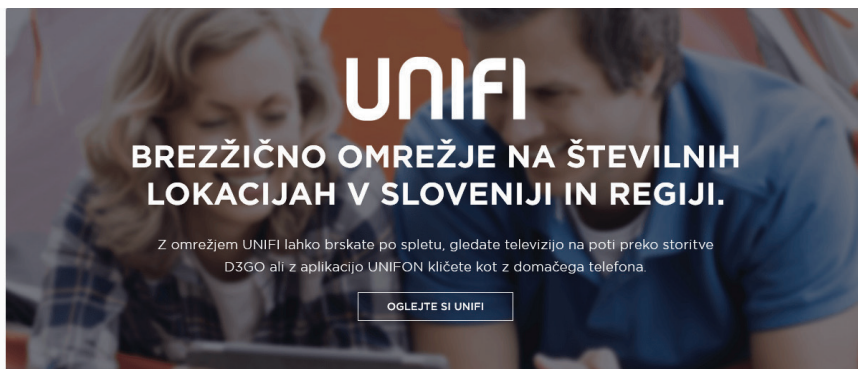 UNIFI
BREZŽIČNO OMREŽJE NA ŠTEVILNIH
LOKACIJAH V SLOVENIJI IN REGIJI.
Z omrežjem UNIFI lahko brskate po spletu, gledate televizijo na poti preko storitve
D3GO ali z aplikacijo UNIFON kličete kot z domačega telefona.
OGLEJTE SI UNIFI